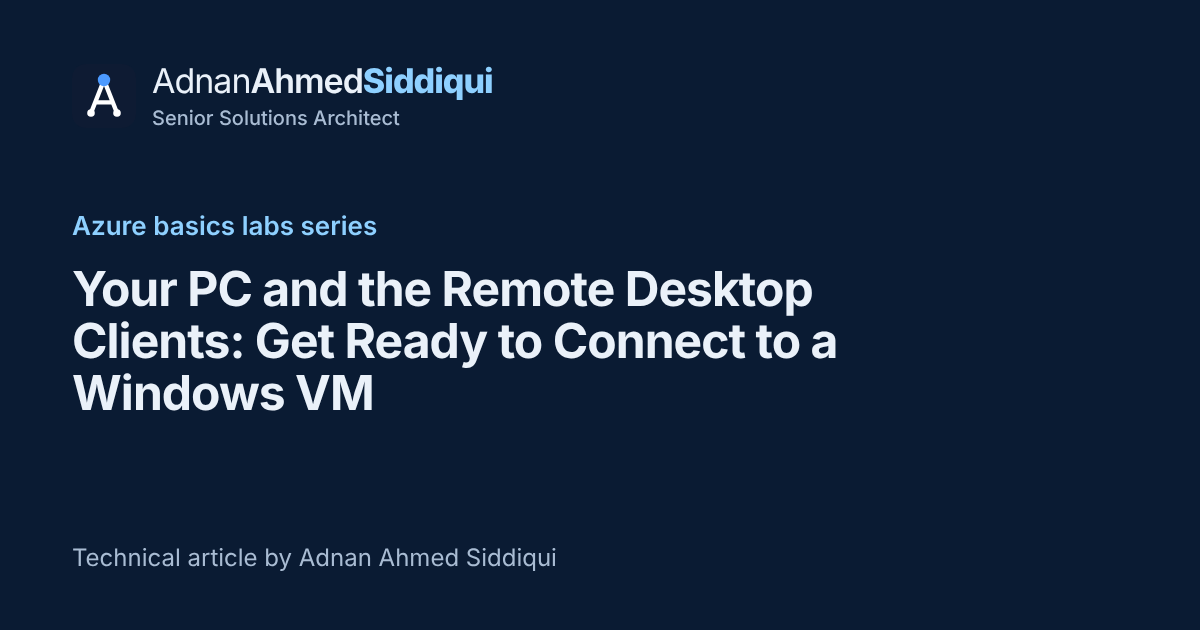 AdnanAhmedSiddiqui
Senior Solutions Architect
Azure basics labs series
Your PC and the Remote Desktop
Clients: Get Ready to Connect to a
Windows VM
Technical article by Adnan Ahmed Siddiqui